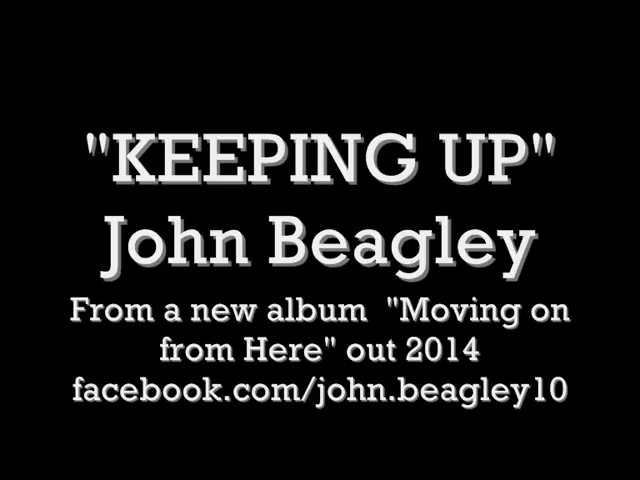 "KEEPING UP"
John Beagley
From a new album  "Moving on
from Here" out 2014
facebook.com/john.beagley10